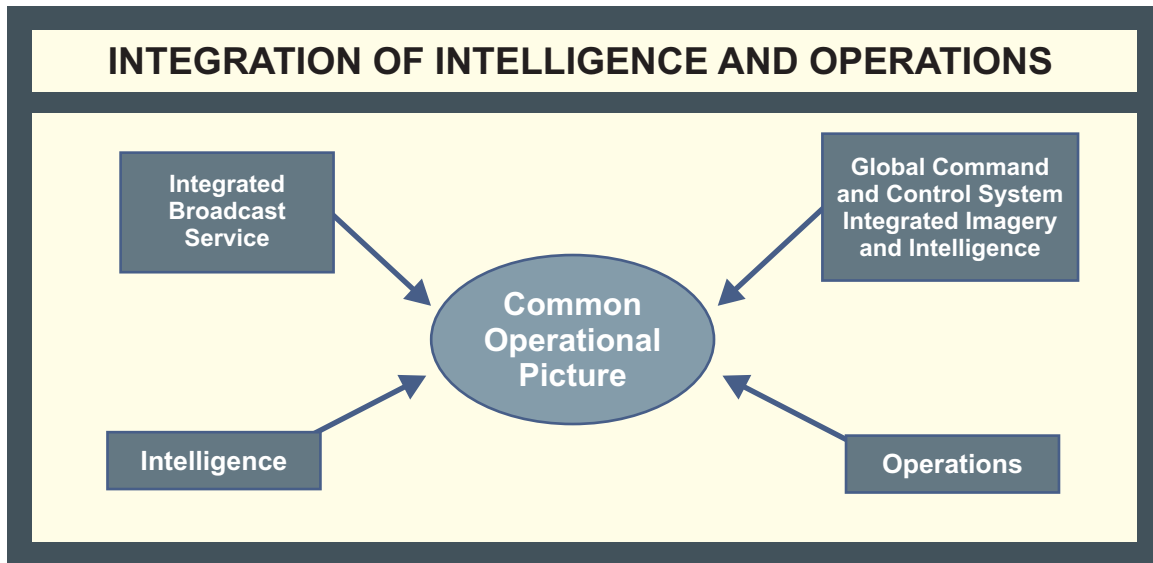 INTEGRATION OF INTELLIGENCE AND OPERATIONS
Integrated
Broadcast
Service
Global Command
and Control System
Integrated Imagery
and Intelligence
Common
Operational
Picture
Intelligence
Operations